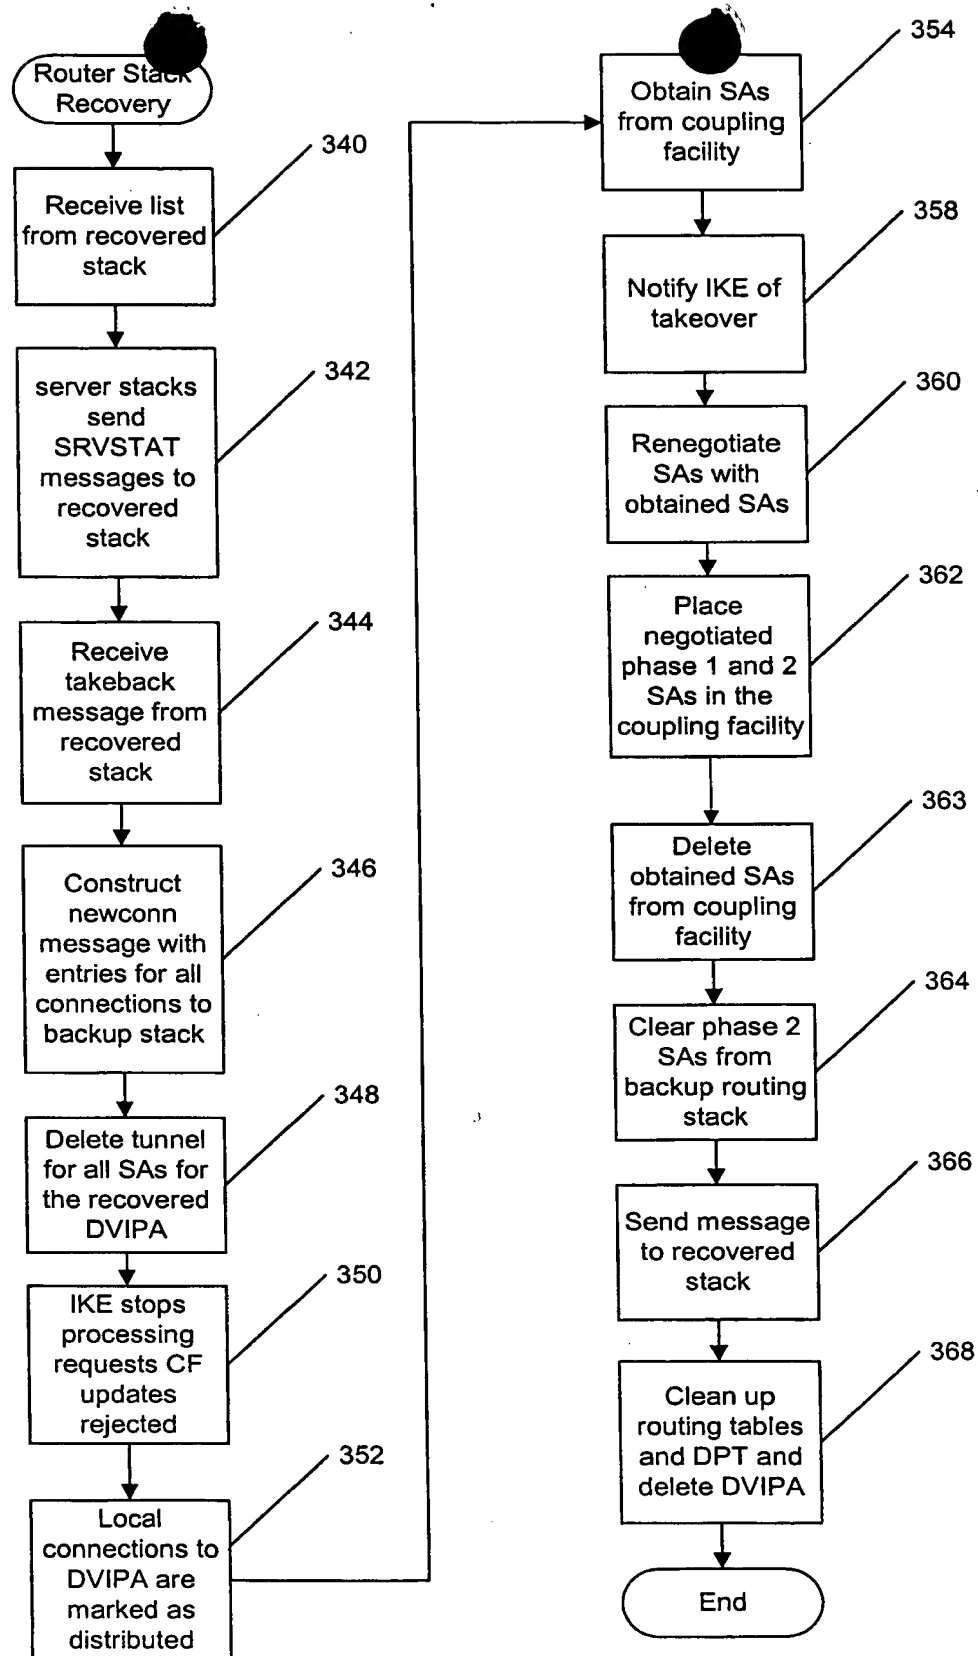 Router Stack
Recovery
340
Receive list
from recovered
stack
342
server stacks
send
SRVSTAT
messages to
recovered
stack
344
Receive
takeback
message from
recovered
stack
346
Construct
newconn
message with
entries for all
connections to
backup stack
348
Delete tunnel
for all SAs for
the recovered
DVIPA
350
IKE stops
processing
requests CF
updates
rejected
352
Local
connections to
DVIPA are
marked as
distributed
354
Obtain SAs
from coupling
facility
358
Notify IKE of
takeover
360
Renegotiate
SAs with
obtained SAs
362
Place
negotiated
phase 1 and 2
SAs in the
coupling facility
363
Delete
obtained SAs
from coupling
facility
364
Clear phase 2
SAs from
backup routing
stack
366
Send message
to recovered
stack
368
Clean up
routing tables
and DPT and
delete DVIPA
End